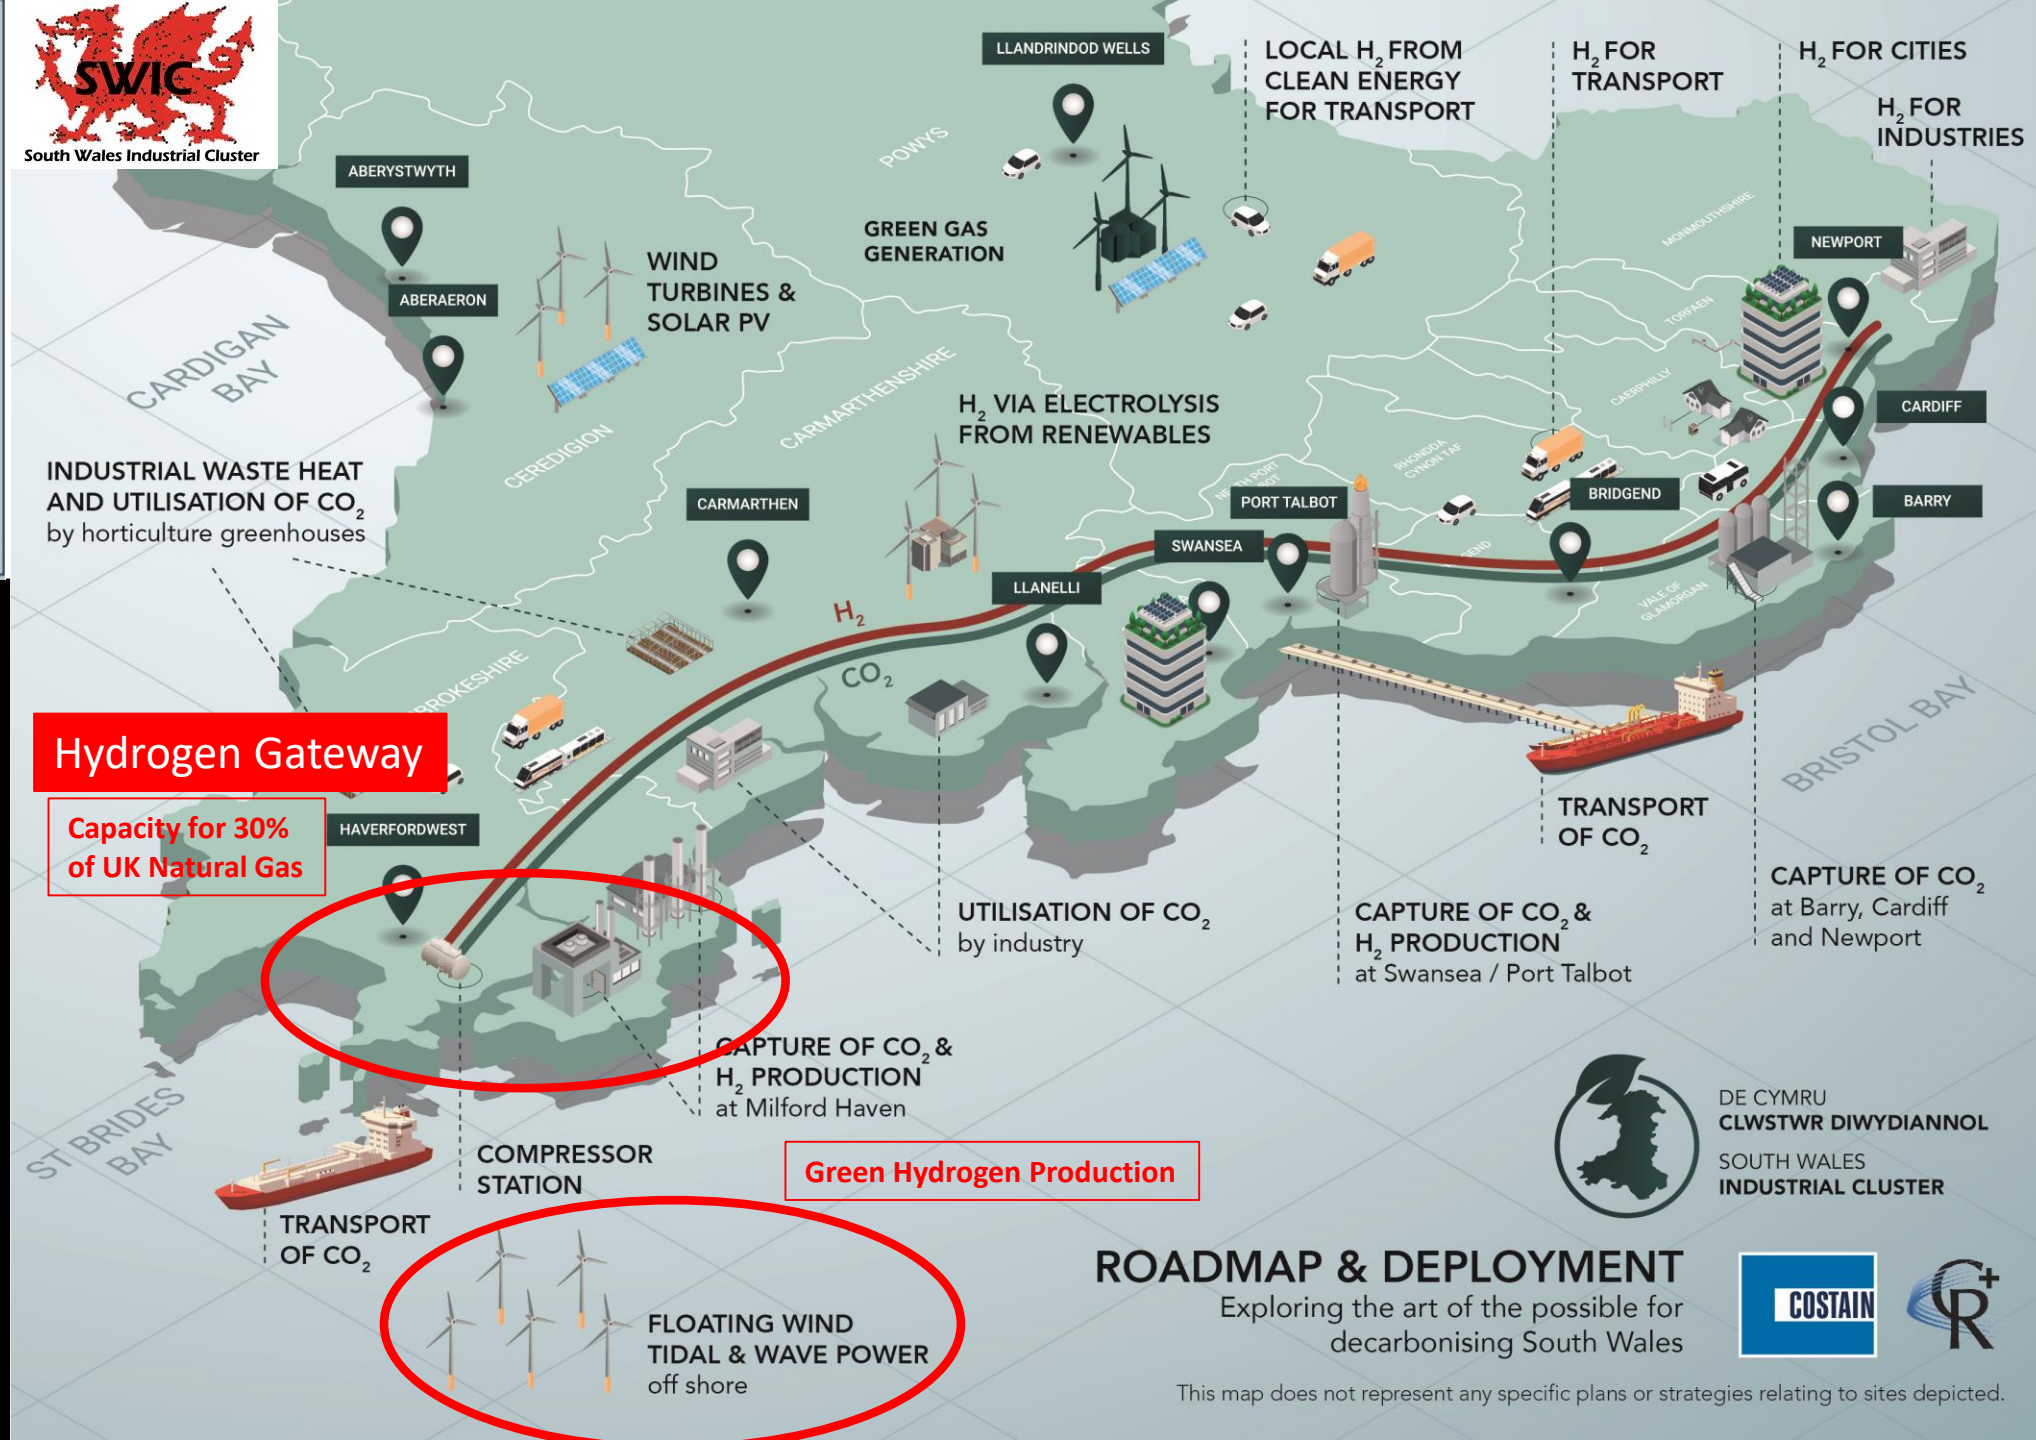 SWIC
South Wales Industrial Cluster
LLANDRINDOD WELLS
LOCAL H₂ FROM
CLEAN ENERGY
FOR TRANSPORT
H₂ FOR
TRANSPORT
H₂ FOR CITIES
H₂ FOR
INDUSTRIES
ABERYSTWYTH
POWYS
GREEN GAS
GENERATION
MONMOUTHSHIRE
NEWPORT
WIND
TURBINES &
SOLAR PV
ABERAERON
TORFAEN
CARDIGAN
BAY
CARMARTHENSHIRE
CAERPHILLY
H₂ VIA ELECTROLYSIS
FROM RENEWABLES
CARDIFF
CEREDIGION
RHONDDA
CYNON TAF
INDUSTRIAL WASTE HEAT
AND UTILISATION OF CO₂
by horticulture greenhouses
CARMARTHEN
PORT TALBOT
BRIDGEND
BARRY
SWANSEA
LLANELLI
VALE OF
GLAMORGAN
H₂
CO₂
BROKESHIRE
BRISTOL BAY
Hydrogen Gateway
Capacity for 30%
of UK Natural Gas
HAVERFORDWEST
TRANSPORT
OF CO₂
UTILISATION OF CO₂
by industry
CAPTURE OF CO₂ &
H₂ PRODUCTION
at Swansea / Port Talbot
CAPTURE OF CO₂
at Barry, Cardiff
and Newport
CAPTURE OF CO₂ &
H₂ PRODUCTION
at Milford Haven
ST BRIDES
BAY
COMPRESSOR
STATION
Green Hydrogen Production
DE CYMRU
CLWSTWR DIWYDIANNOL
SOUTH WALES
INDUSTRIAL CLUSTER
TRANSPORT
OF CO₂
FLOATING WIND
TIDAL & WAVE POWER
off shore
ROADMAP & DEPLOYMENT
Exploring the art of the possible for
decarbonising South Wales
COSTAIN
CR+
This map does not represent any specific plans or strategies relating to sites depicted.